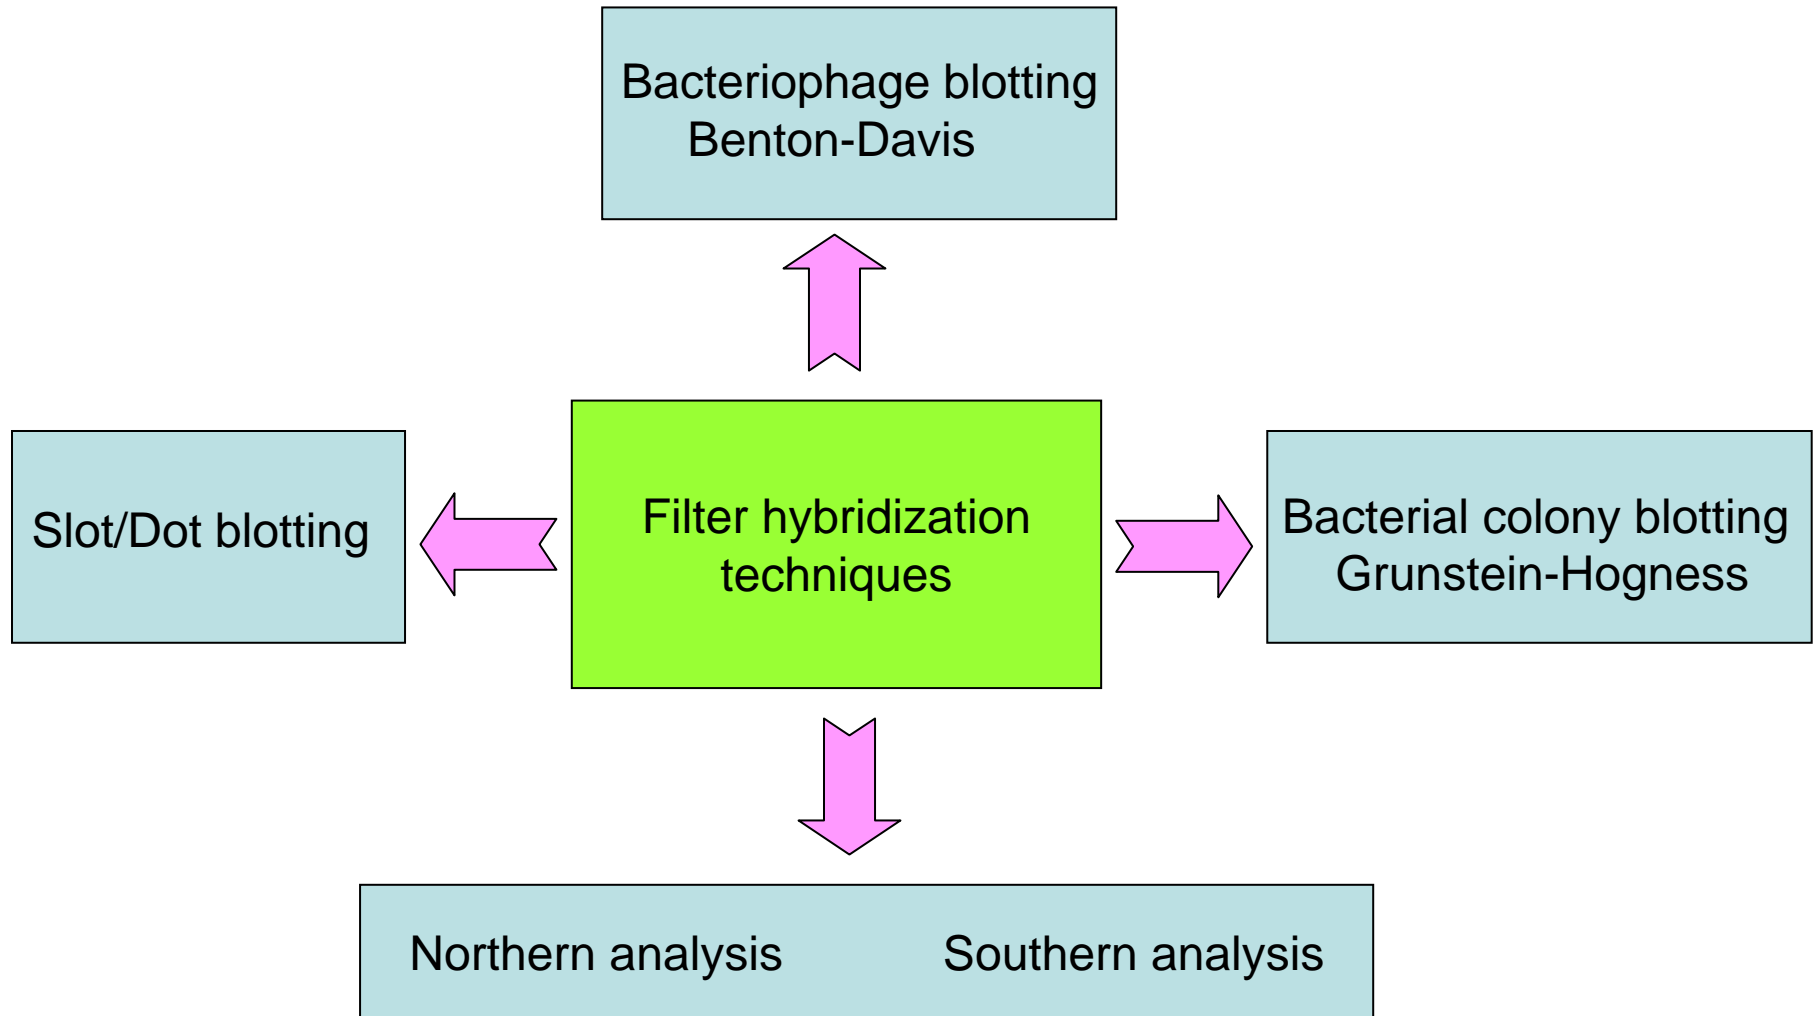 Bacteriophage blotting
Benton-Davis
Slot/Dot blotting
Filter hybridization
techniques
Bacterial colony blotting
Grunstein-Hogness
Northern analysis Southern analysis